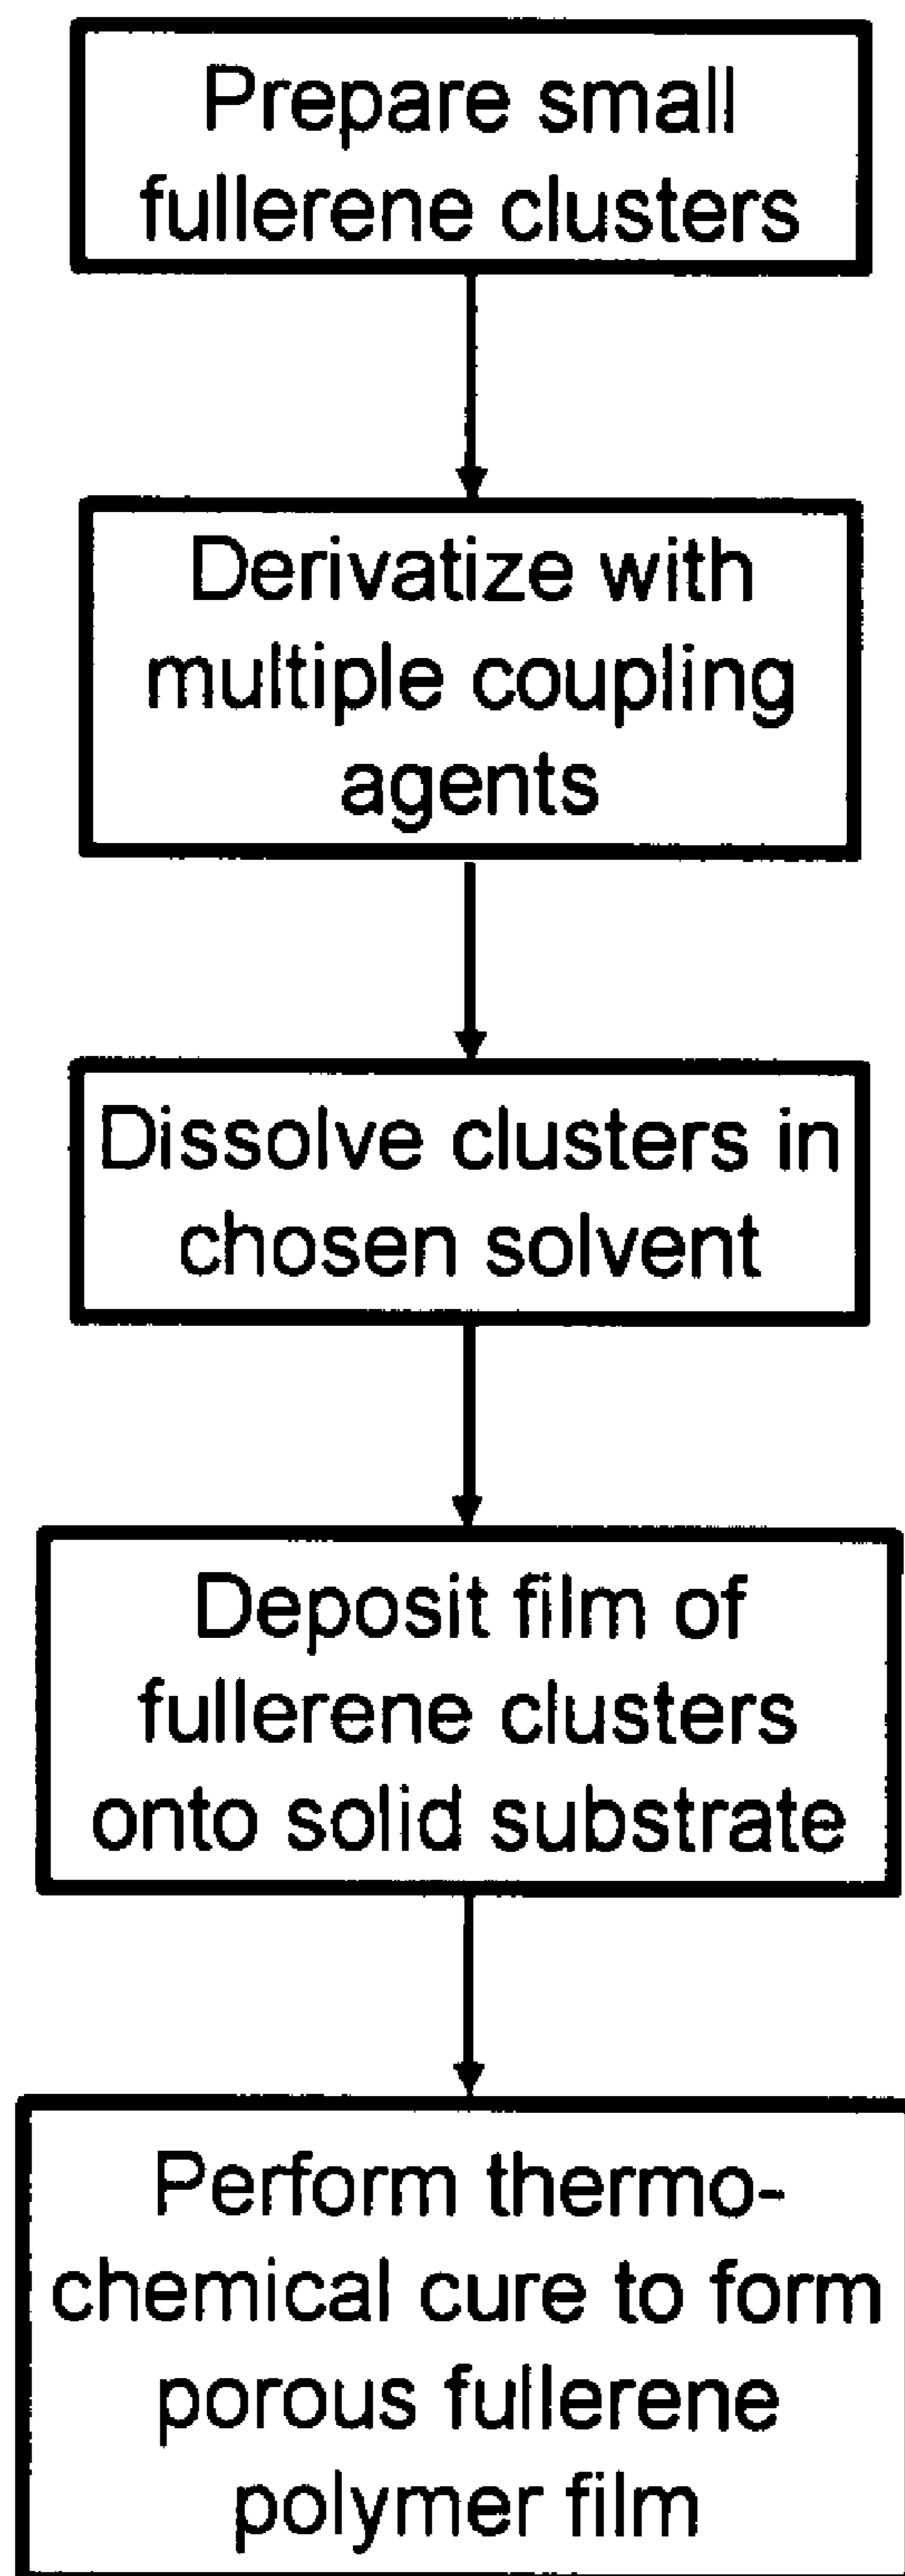 Prepare small
fullerene clusters
Derivatize with
multiple coupling
agents
Dissolve clusters in
chosen solvent
Deposit film of
fullerene clusters
onto solid substrate
Perform thermo-
chemical cure to form
porous fullerene
polymer film